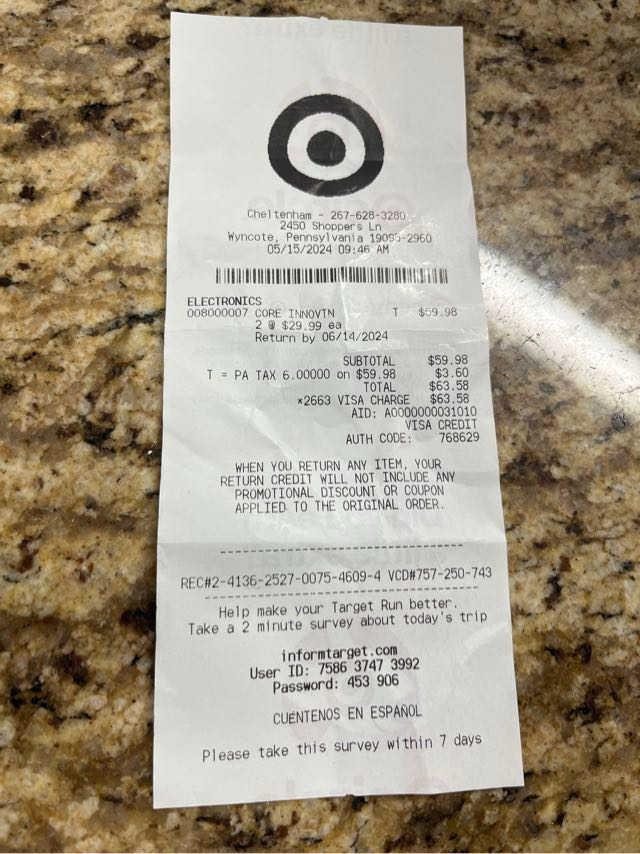 Cheltenham - 267-628-3280
2450 Shoppers Ln
Wyncote, Pennsylvania 19095-2960
05/15/2024 09:46 AM
ELECTRONICS
008000007 CORE INNOVTN T $59.98
2 @ $29.99 ea
Return by 06/14/2024
SUBTOTAL $59.98
T = PA TAX 6.00000 on $59.98 $3.60
TOTAL $63.58
*2663 VISA CHARGE $63.58
AID: A0000000031010
VISA CREDIT
AUTH CODE: 768629
WHEN YOU RETURN ANY ITEM, YOUR
RETURN CREDIT WILL NOT INCLUDE ANY
PROMOTIONAL DISCOUNT OR COUPON
APPLIED TO THE ORIGINAL ORDER.
REC#2-4136-2527-0075-4609-4 VCD#757-250-743
Help make your Target Run better.
Take a 2 minute survey about today's trip
informtarget.com
User ID: 7586 3747 3992
Password: 453 906
CUÉNTENOS EN ESPAÑOL
Please take this survey within 7 days